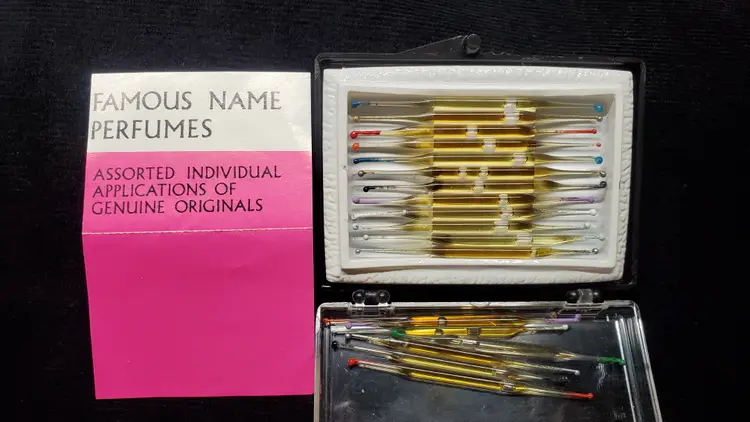 FAMOUS NAME
PERFUMES
ASSORTED INDIVIDUAL
APPLICATIONS OF
GENUINE ORIGINALS